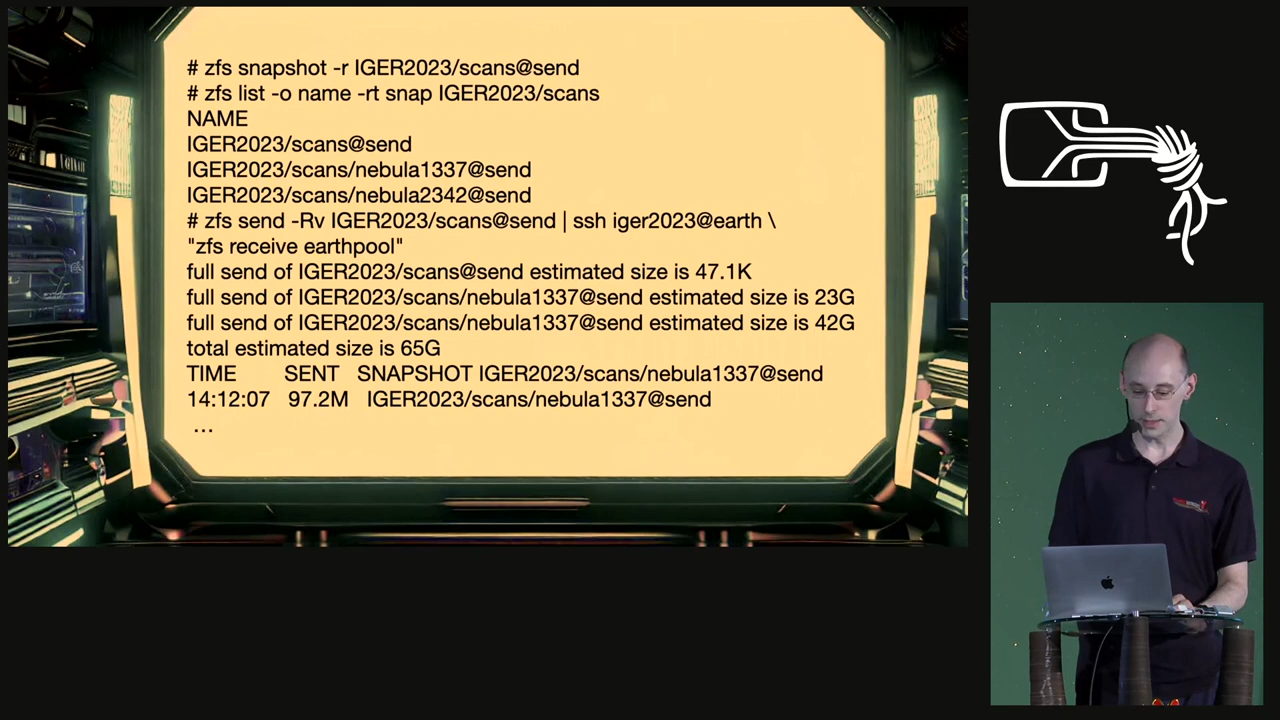 # zfs snapshot -r IGER2023/scans@send
# zfs list -o name -rt snap IGER2023/scans
NAME
IGER2023/scans@send
IGER2023/scans/nebula1337@send
IGER2023/scans/nebula2342@send
# zfs send -Rv IGER2023/scans@send | ssh iger2023@earth \
"zfs receive earthpool"
full send of IGER2023/scans@send estimated size is 47.1K
full send of IGER2023/scans/nebula1337@send estimated size is 23G
full send of IGER2023/scans/nebula1337@send estimated size is 42G
total estimated size is 65G
TIME SENT SNAPSHOT IGER2023/scans/nebula1337@send
14:12:07 97.2M IGER2023/scans/nebula1337@send
...